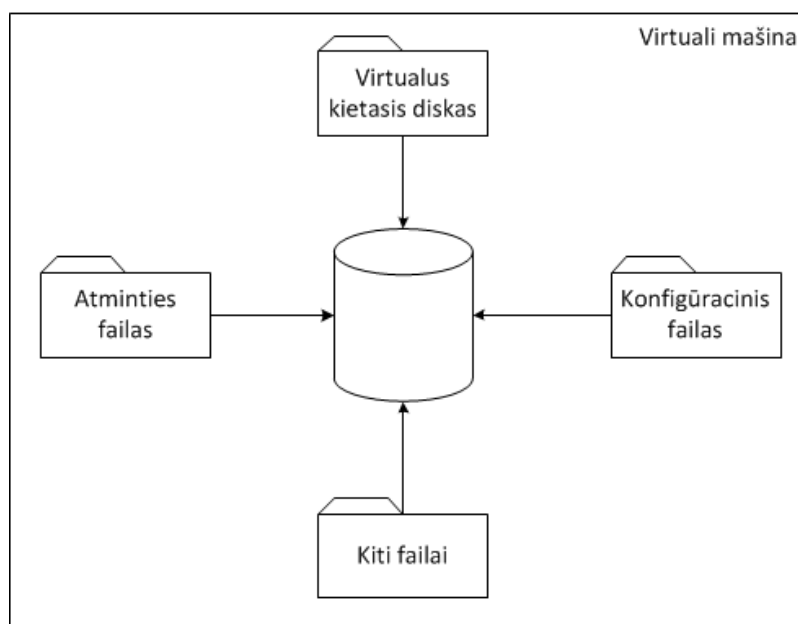 Virtuali mašina
Virtualus
kietasis diskas
Atminties
failas
Konfigūracinis
failas
Kiti failai